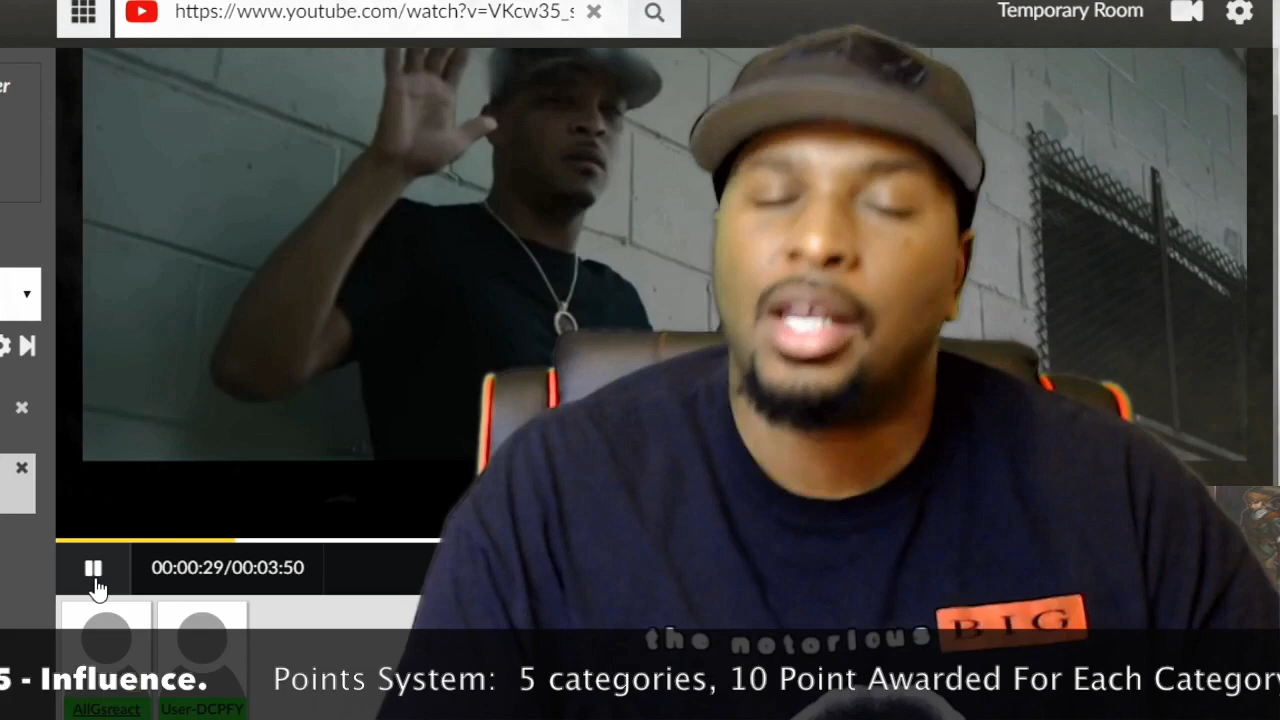 https://www.youtube.com/watch?v=VKcw35_s
Temporary Room
er
00:00:29/00:03:50
the notorious BIG
5 - Influence. Points System: 5 categories, 10 Point Awarded For Each Category
AllGsreact User-DCPFY